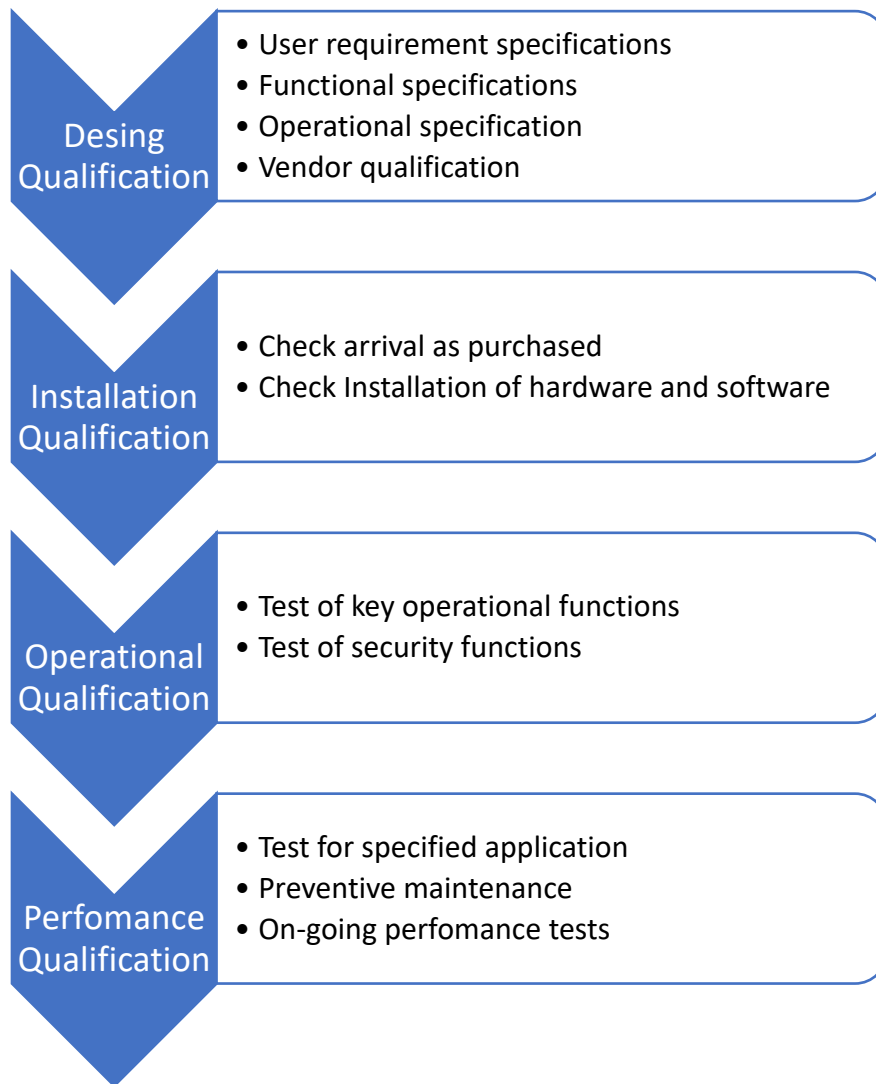 Desing
Qualification
• User requirement specifications
• Functional specifications
• Operational specification
• Vendor qualification
Installation
Qualification
• Check arrival as purchased
• Check Installation of hardware and software
Operational
Qualification
• Test of key operational functions
• Test of security functions
Perfomance
Qualification
• Test for specified application
• Preventive maintenance
• On-going perfomance tests